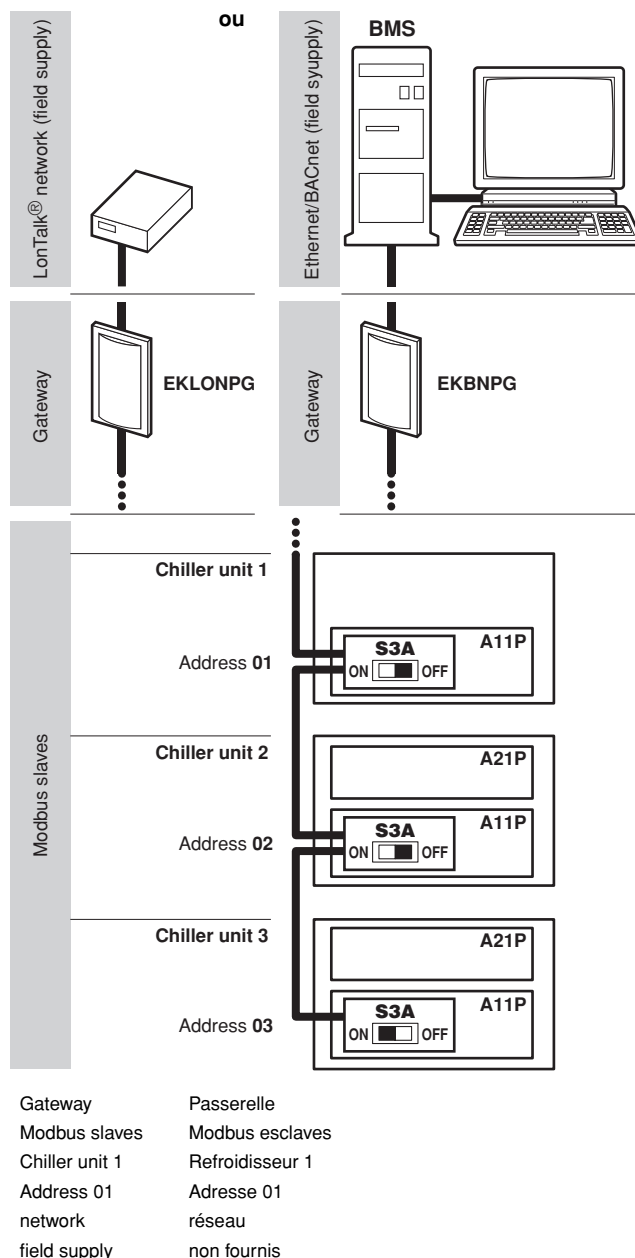 ou
LonTalk® network (field supply)
Ethernet/BACnet (field syupply)
BMS
Gateway
EKLONPG
Gateway
EKBNPG
Modbus slaves
Chiller unit 1
A11P
S3A
Address 01
ON OFF
Chiller unit 2
A21P
A11P
S3A
Address 02
ON OFF
Chiller unit 3
A21P
A11P
S3A
Address 03
ON OFF
Gateway Passerelle
Modbus slaves Modbus esclaves
Chiller unit 1 Refroidisseur 1
Address 01 Adresse 01
network réseau
field supply non fournis